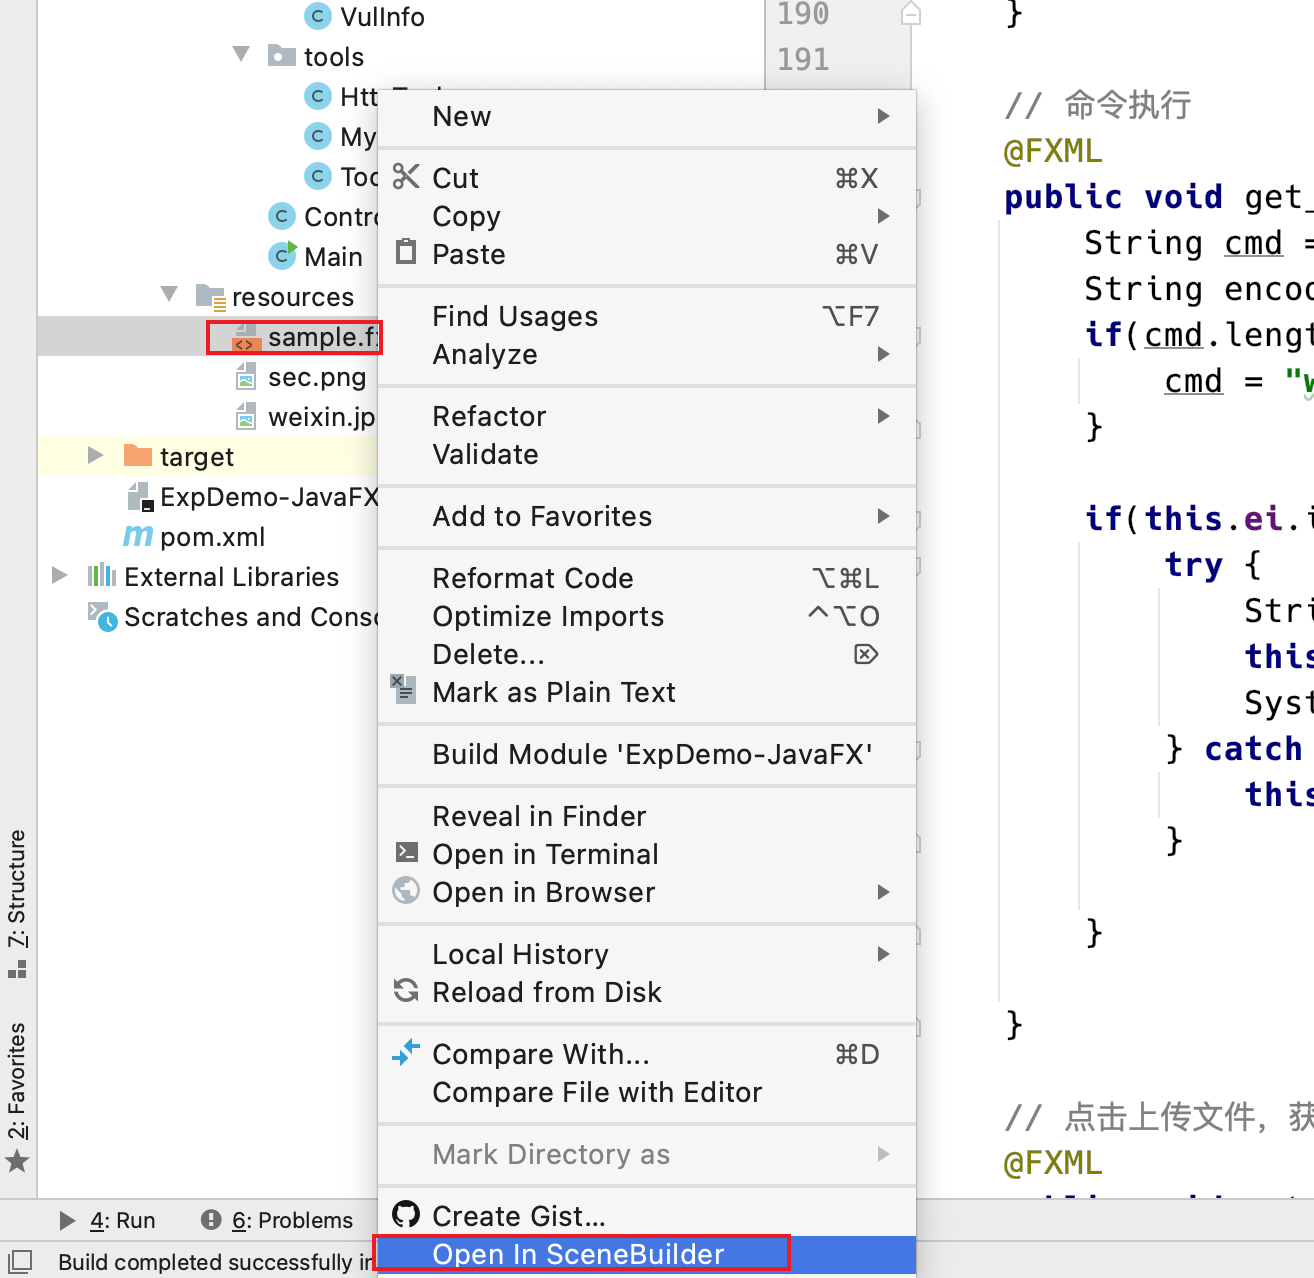 VulInfo
tools
Htt
My
Too
Contro
Main
resources
sample.f
sec.png
weixin.jp
target
ExpDemo-JavaFX
pom.xml
External Libraries
Scratches and Conso
7: Structure
2: Favorites
New
Cut ⌘X
Copy
Paste ⌘V
Find Usages ⌥F7
Analyze
Refactor
Validate
Add to Favorites
Reformat Code ⌥⌘L
Optimize Imports ^⌥O
Delete... ⌦
Mark as Plain Text
Build Module 'ExpDemo-JavaFX'
Reveal in Finder
Open in Terminal
Open in Browser
Local History
Reload from Disk
Compare With... ⌘D
Compare File with Editor
Mark Directory as
Create Gist...
Open In SceneBuilder
190 }
191
// 命令执行
@FXML
public void get_
String cmd =
String encod
if(cmd.lengt
cmd = "w
}
if(this.ei.i
try {
Stri
this
Syst
} catch
this
}
}
}
// 点击上传文件，获
@FXML
4: Run 6: Problems
Build completed successfully in